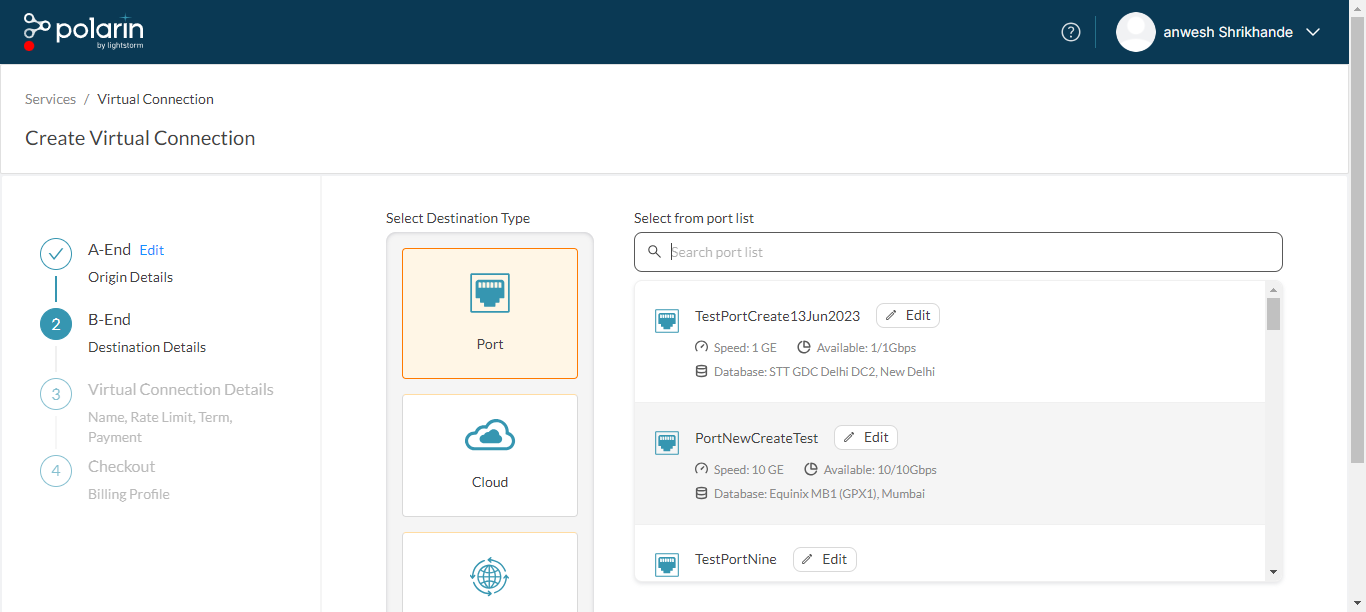 polarin
by lightstorm
anwesh Shrikhande
Services / Virtual Connection
Create Virtual Connection
A-End Edit
Origin Details
2
B-End
Destination Details
3
Virtual Connection Details
Name, Rate Limit, Term,
Payment
4
Checkout
Billing Profile
Select Destination Type
Port
Cloud
Select from port list
Search port list
TestPortCreate13Jun2023 Edit
Speed: 1 GE Available: 1/1Gbps
Database: STT GDC Delhi DC2, New Delhi
PortNewCreateTest Edit
Speed: 10 GE Available: 10/10Gbps
Database: Equinix MB1 (GPX1), Mumbai
TestPortNine Edit